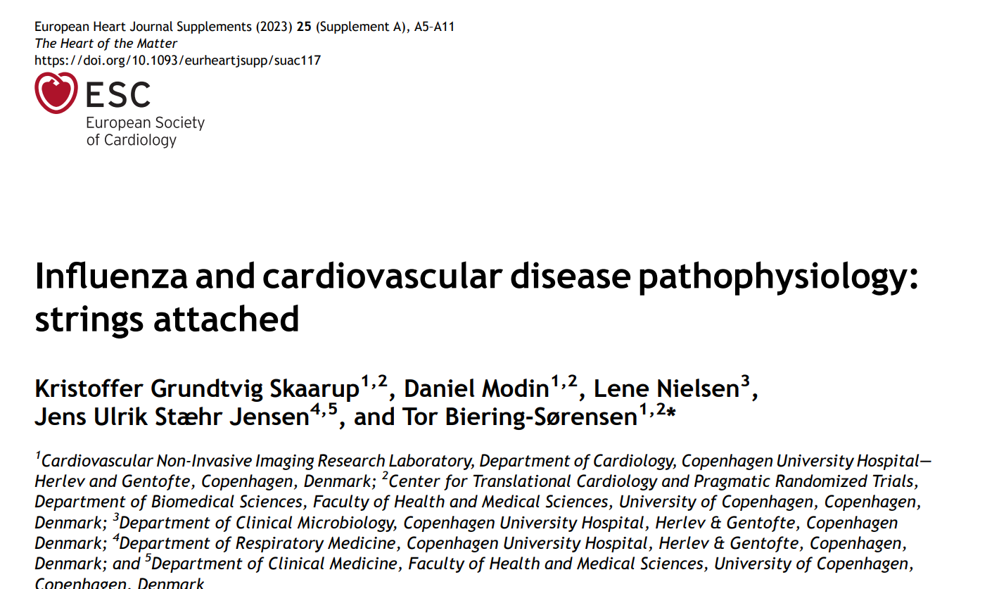 European Heart Journal Supplements (2023) 25 (Supplement A), A5–A11
The Heart of the Matter
https://doi.org/10.1093/eurheartjsupp/suac117
ESC
European Society
of Cardiology
Influenza and cardiovascular disease pathophysiology:
strings attached
Kristoffer Grundtvig Skaarup1,2, Daniel Modin1,2, Lene Nielsen3,
Jens Ulrik Stæhr Jensen4,5, and Tor Biering-Sørensen1,2*
1Cardiovascular Non-Invasive Imaging Research Laboratory, Department of Cardiology, Copenhagen University Hospital—
Herlev and Gentofte, Copenhagen, Denmark; 2Center for Translational Cardiology and Pragmatic Randomized Trials,
Department of Biomedical Sciences, Faculty of Health and Medical Sciences, University of Copenhagen, Copenhagen,
Denmark; 3Department of Clinical Microbiology, Copenhagen University Hospital, Herlev & Gentofte, Copenhagen
Denmark; 4Department of Respiratory Medicine, Copenhagen University Hospital, Herlev & Gentofte, Copenhagen,
Denmark; and 5Department of Clinical Medicine, Faculty of Health and Medical Sciences, University of Copenhagen,
Copenhagen, Denmark